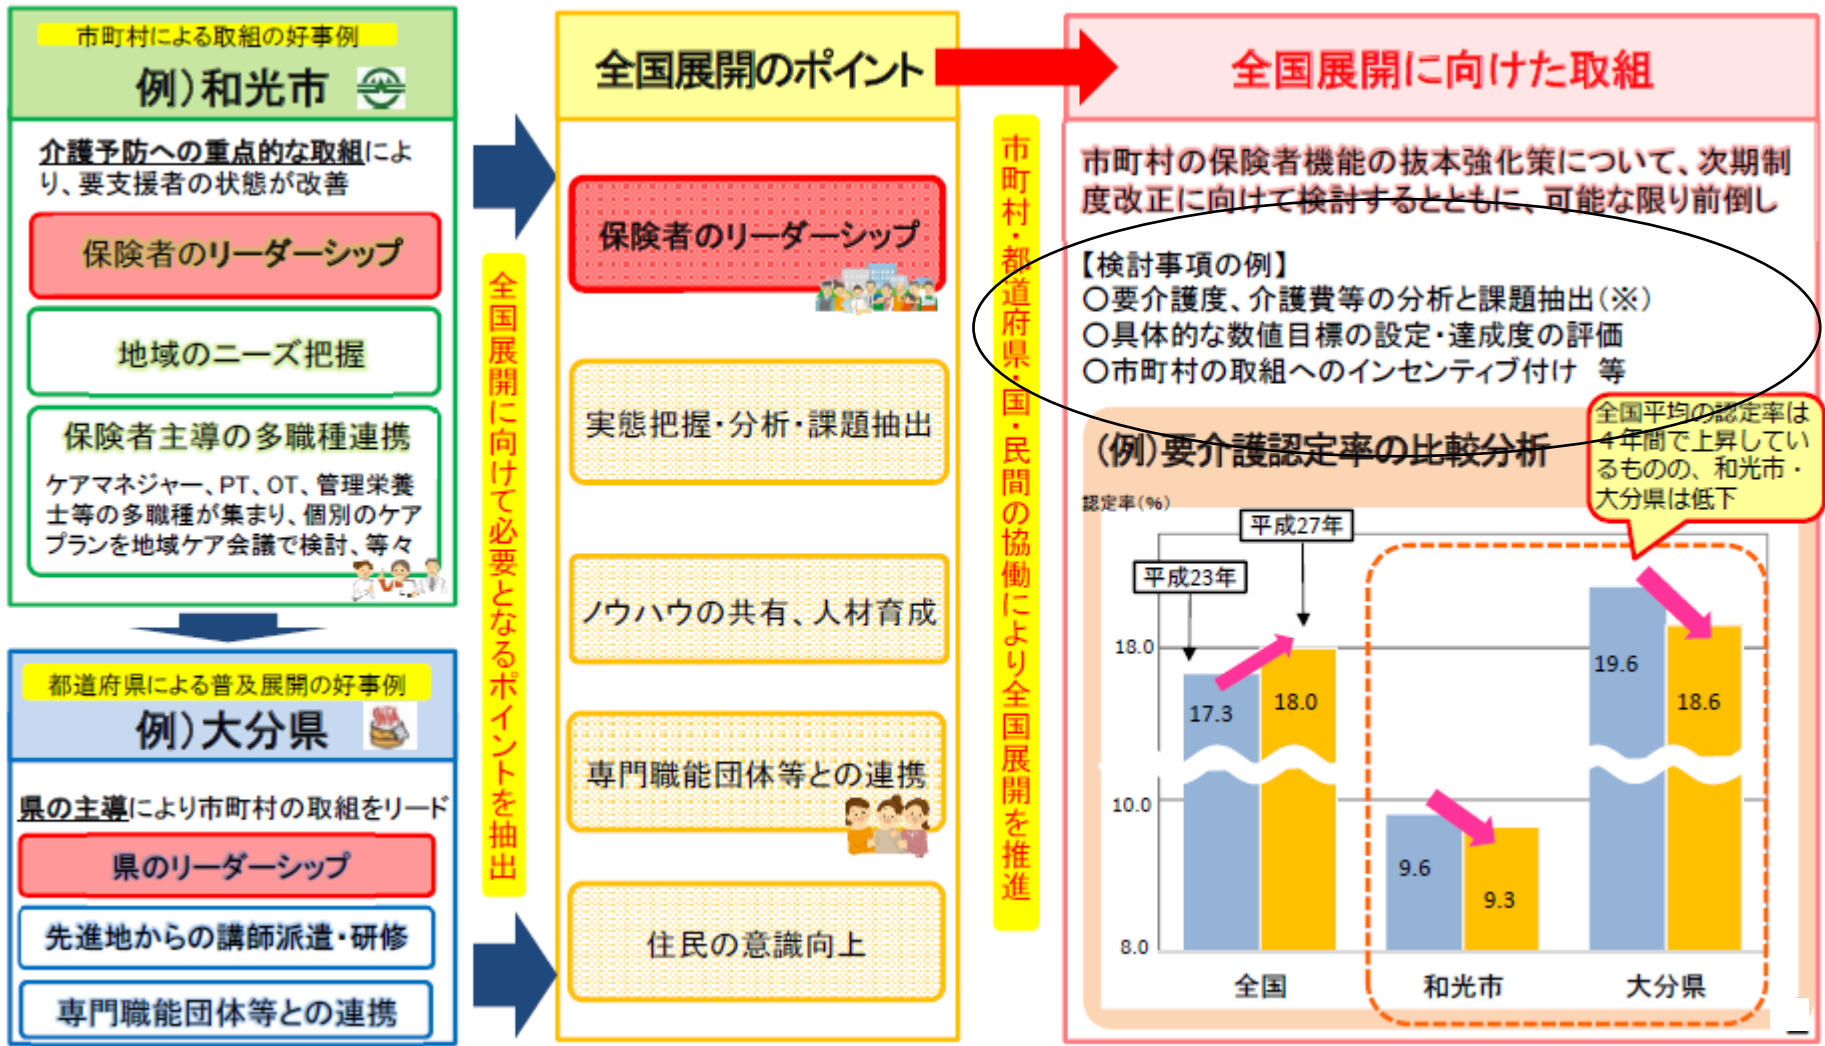 市町村による取組の好事例
例）和光市
介護予防への重点的な取組によ
り、要支援者の状態が改善
保険者のリーダーシップ
地域のニーズ把握
保険者主導の多職種連携
ケアマネジャー、PT、OT、管理栄養
士等の多職種が集まり、個別のケア
プランを地域ケア会議で検討、等々
都道府県による普及展開の好事例
例）大分県
県の主導により市町村の取組をリード
県のリーダーシップ
先進地からの講師派遣・研修
専門職能団体等との連携
全国展開に向けて必要となるポイントを抽出
全国展開のポイント
保険者のリーダーシップ
実態把握・分析・課題抽出
ノウハウの共有、人材育成
専門職能団体等との連携
住民の意識向上
市町村・都道府県・国・民間の協働により全国展開を推進
全国展開に向けた取組
市町村の保険者機能の抜本強化策について、次期制
度改正に向けて検討するとともに、可能な限り前倒し
【検討事項の例】
○要介護度、介護費等の分析と課題抽出（※）
○具体的な数値目標の設定・達成度の評価
○市町村の取組へのインセンティブ付け　等
（例）要介護認定率の比較分析
全国平均の認定率は
４年間で上昇してい
るものの、和光市・
大分県は低下
認定率（%）
平成27年
平成23年
18.0
10.0
8.0
17.3
18.0
9.6
9.3
19.6
18.6
全国
和光市
大分県